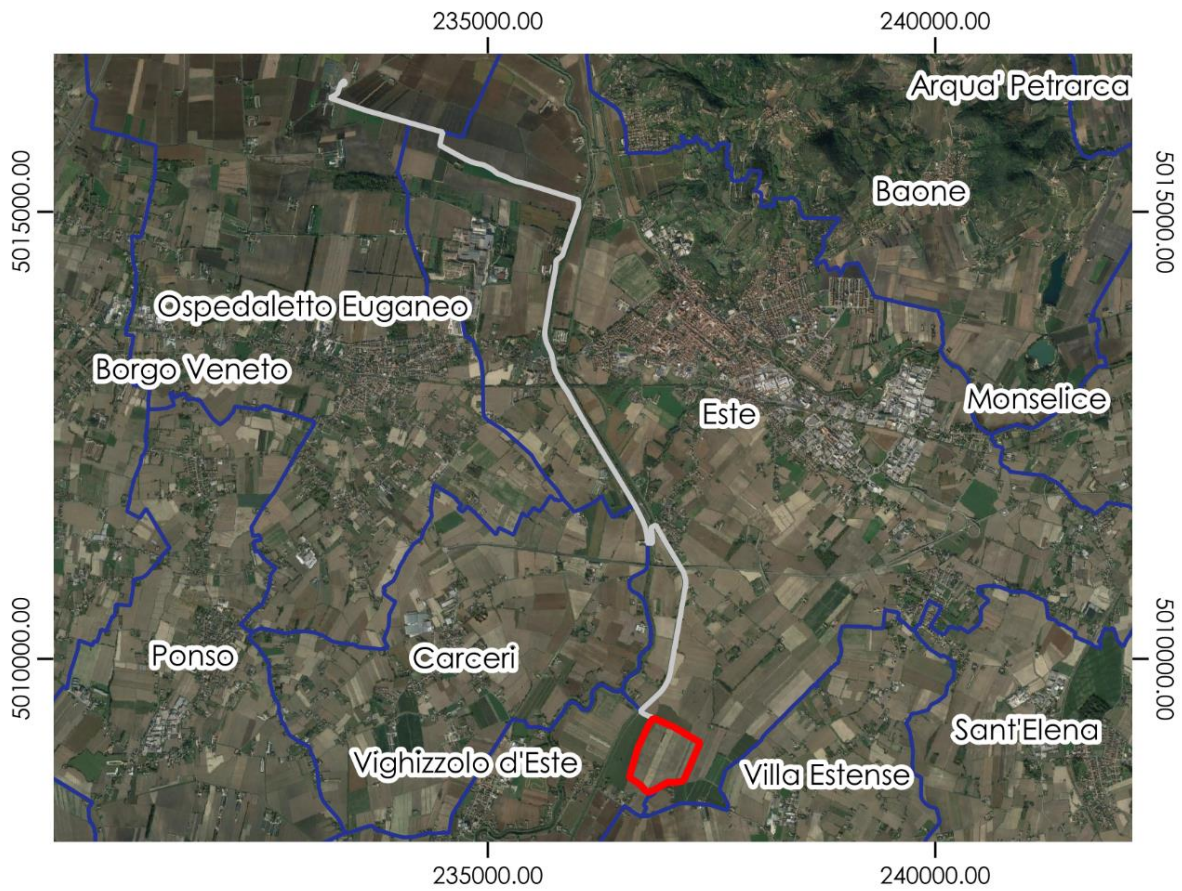 235000.00
240000.00
Arqua' Petrarca
5015000.00
5015000.00
Baone
Ospedaletto Euganeo
Borgo Veneto
Monselice
Este
5010000.00
5010000.00
Ponso
Carceri
Sant'Elena
Vighizzolo d'Este
Villa Estense
235000.00
240000.00